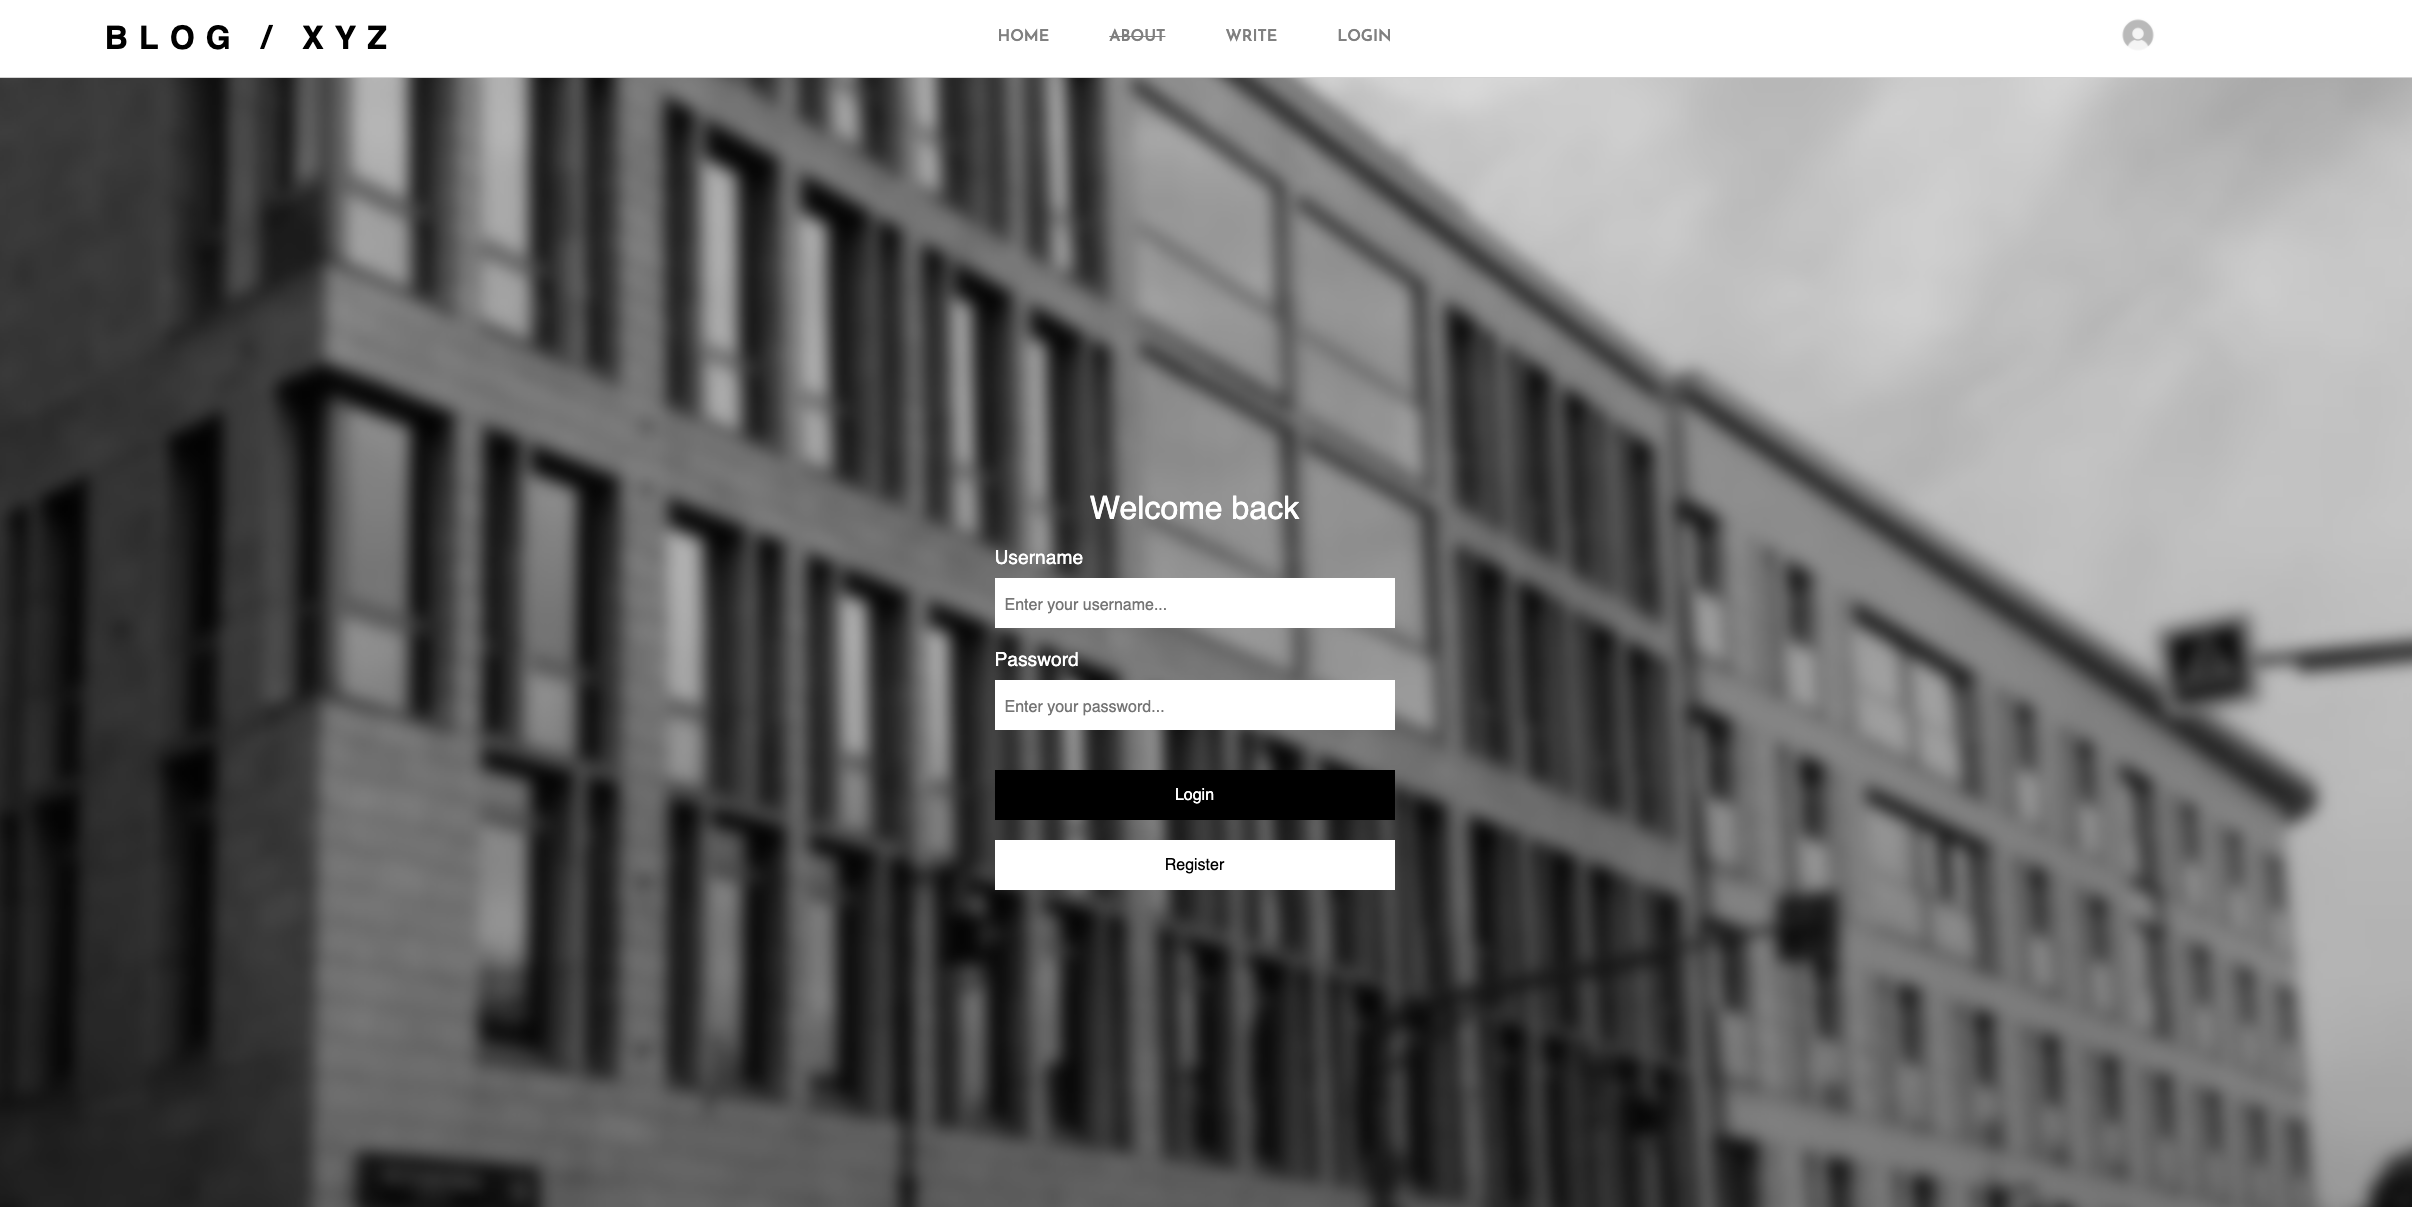 BLOG / XYZ
HOME ABOUT WRITE LOGIN
Welcome back
Username
Enter your username...
Password
Enter your password...
Login
Register